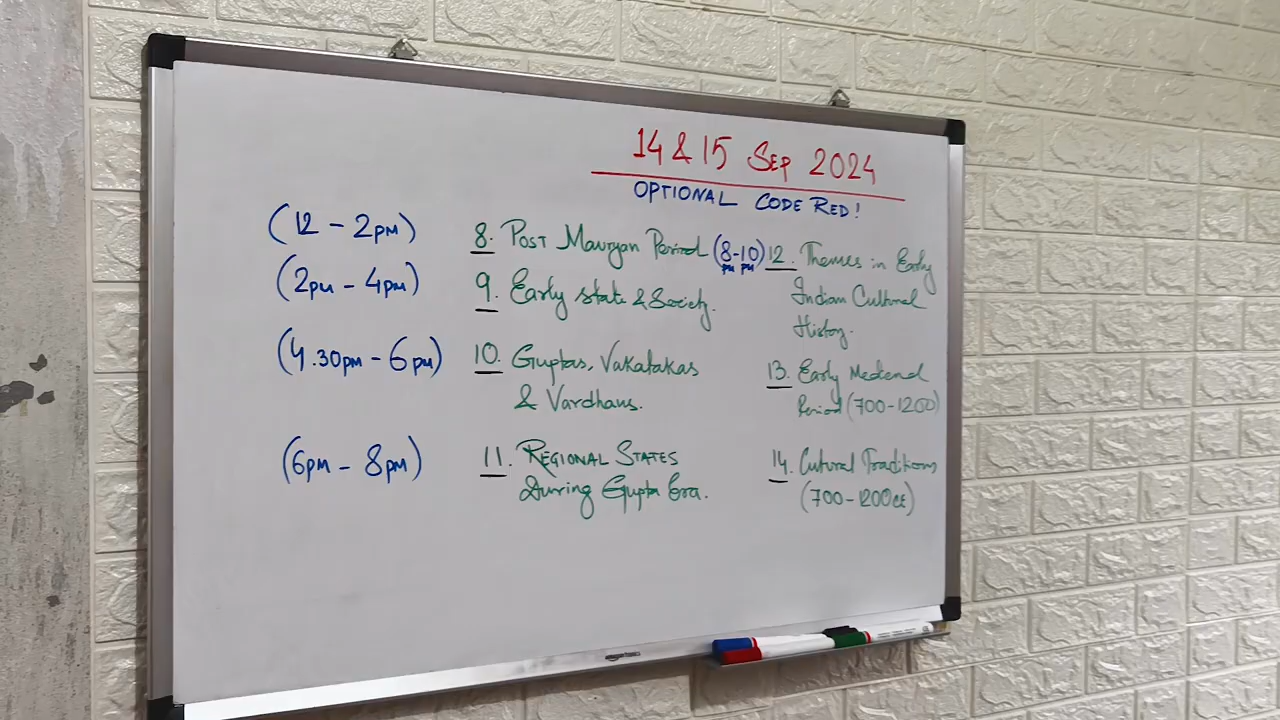 14 & 15 Sep 2024
OPTIONAL CODE RED!
(12 - 2PM)
8. POST Mauryan Period
(2PM - 4PM)
9. Early state & Society.
(4.30PM - 6PM)
10. Guptas, Vakatakas
& Vardhans.
(6PM - 8PM)
11. REGIONAL STATES
During Gupta Era.
(8-10)
PM PM
12. Themes in Early
Indian Cultural
History.
13. Early Medieval
Period (700-1200)
14. Cutural Traditions
(700-1200CE)
amazonbasics